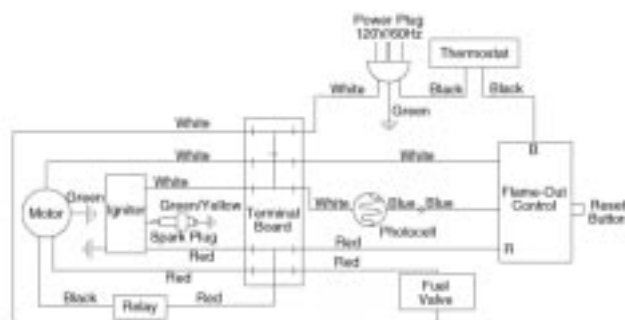 Power Plug
120V/60Hz
Thermostat
White
Black
Black
Green
White
White
White
B
White
Green
Green/Yellow
White
Blue
Blue
Flame-Out
Control
Reset
Button
Motor
Ignitor
Spark Plug
Terminal
Board
Photocell
Red
Red
R
Red
Red
Fuel
Valve
Black
Relay
Red